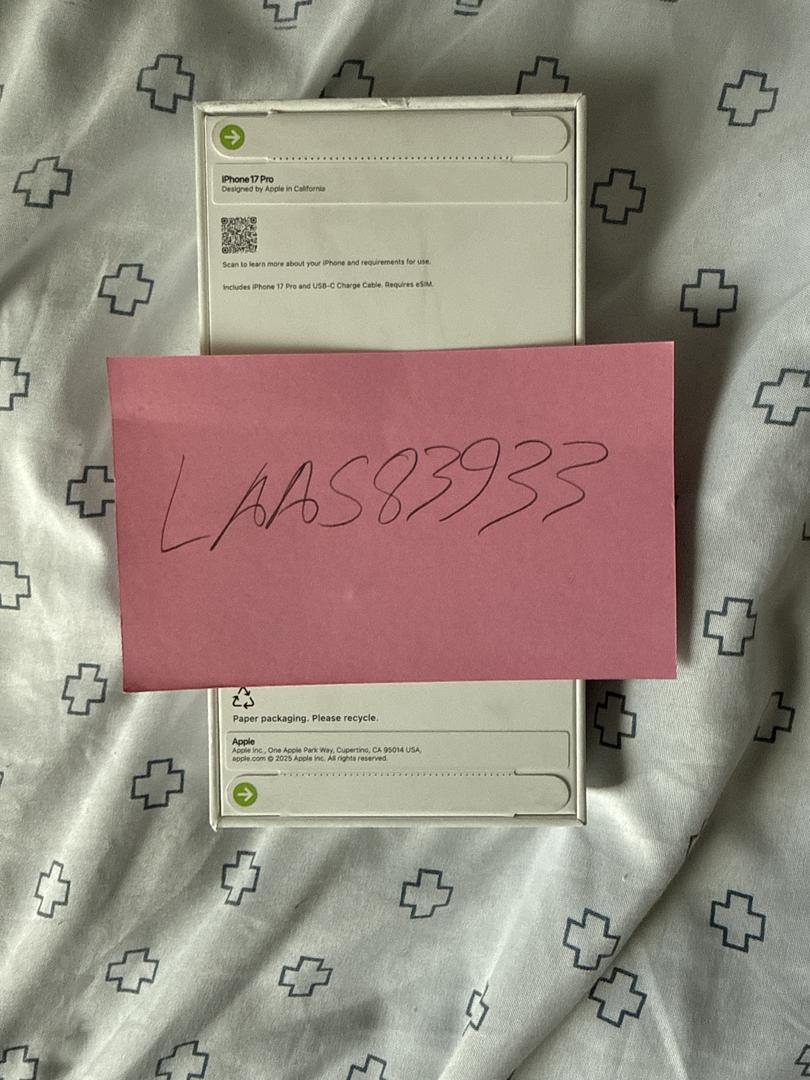 iPhone 17 Pro
Designed by Apple in California
Scan to learn more about your iPhone and requirements for use.
Includes iPhone 17 Pro and USB-C Charge Cable. Requires eSIM.
LAAS83933
Paper packaging. Please recycle.
Apple
Apple Inc., One Apple Park Way, Cupertino, CA 95014 USA,
apple.com © 2025 Apple Inc. All rights reserved.